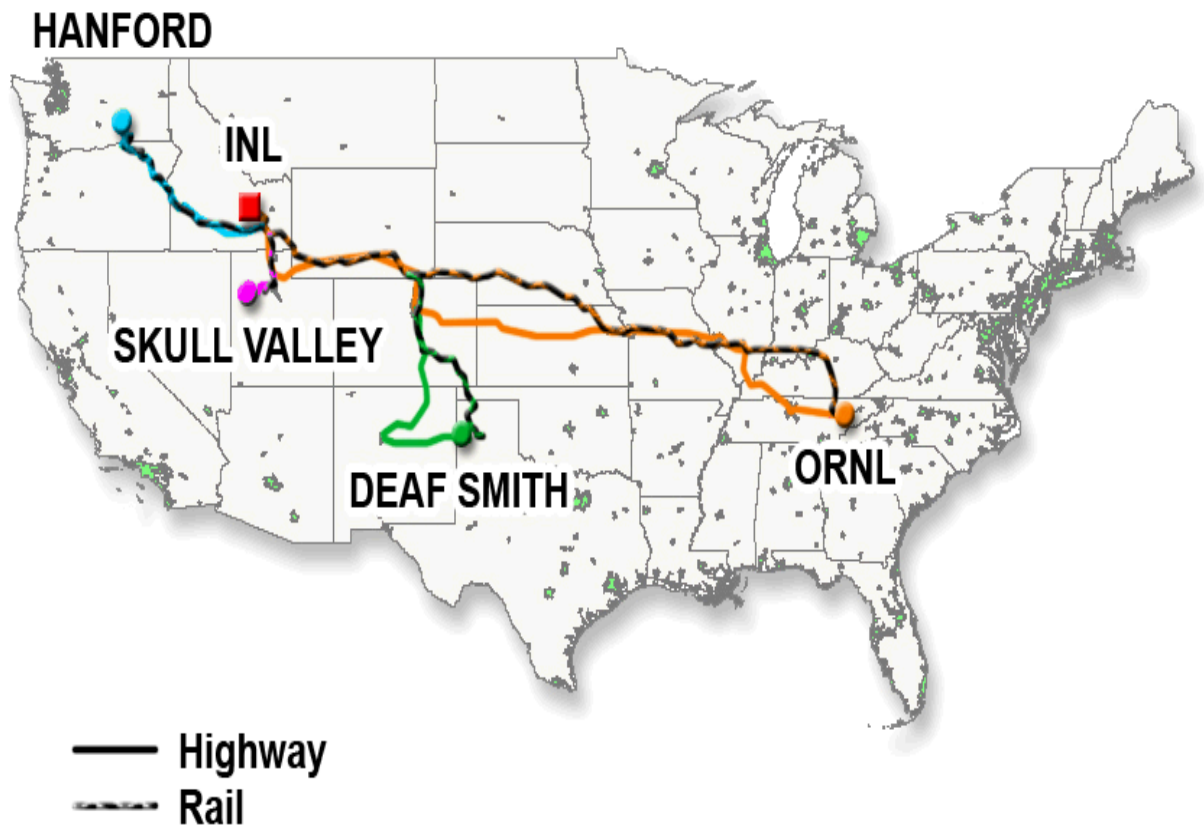 HANFORD
INL
SKULL VALLEY
DEAF SMITH
ORNL
Highway
Rail